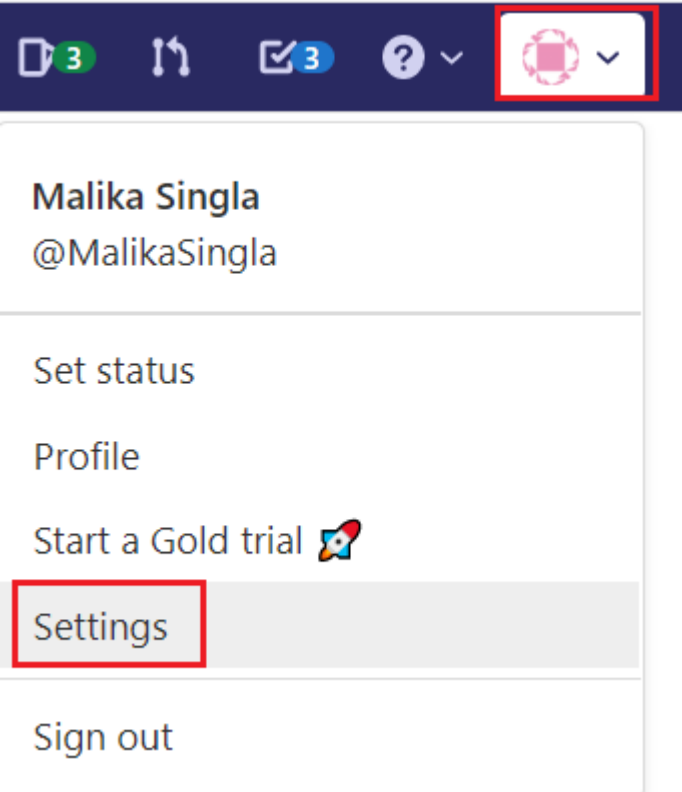 3 3 ?
Malika Singla
@MalikaSingla
Set status
Profile
Start a Gold trial 🚀
Settings
Sign out